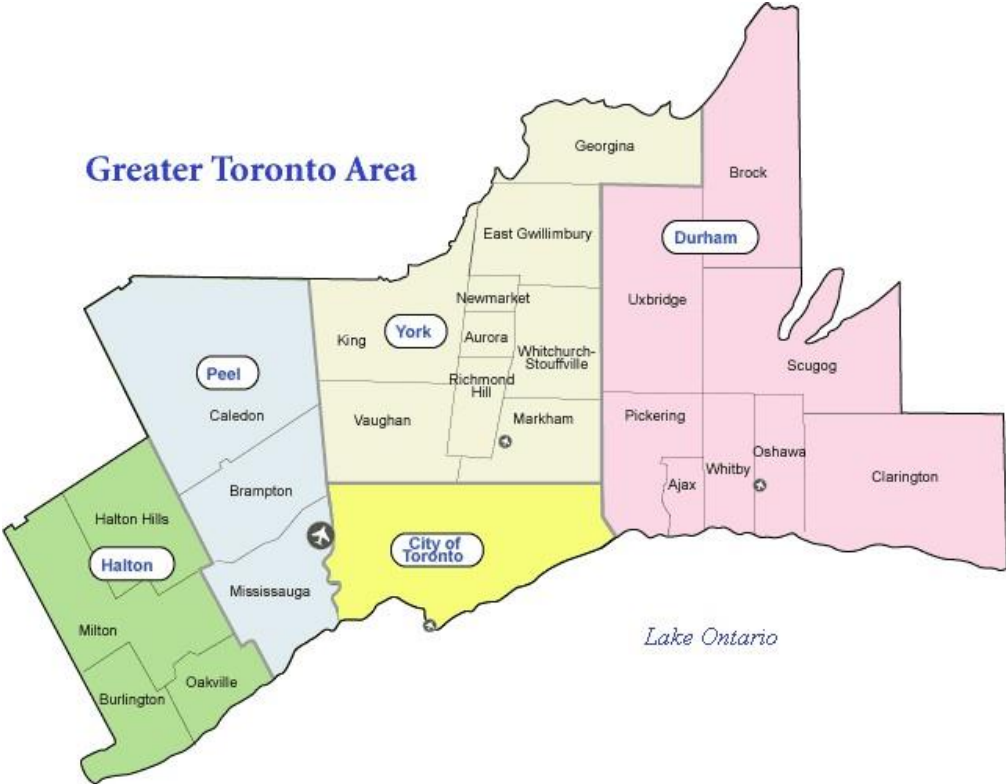 Greater Toronto Area
Georgina
Brock
East Gwillimbury
Durham
Newmarket
Uxbridge
King
York
Aurora
Whitchurch-
Stouffville
Scugog
Peel
Richmond
Hill
Caledon
Vaughan
Markham
Pickering
Oshawa
Whitby
Clarington
Ajax
Brampton
Halton Hills
City of
Toronto
Halton
Mississauga
Milton
Lake Ontario
Oakville
Burlington